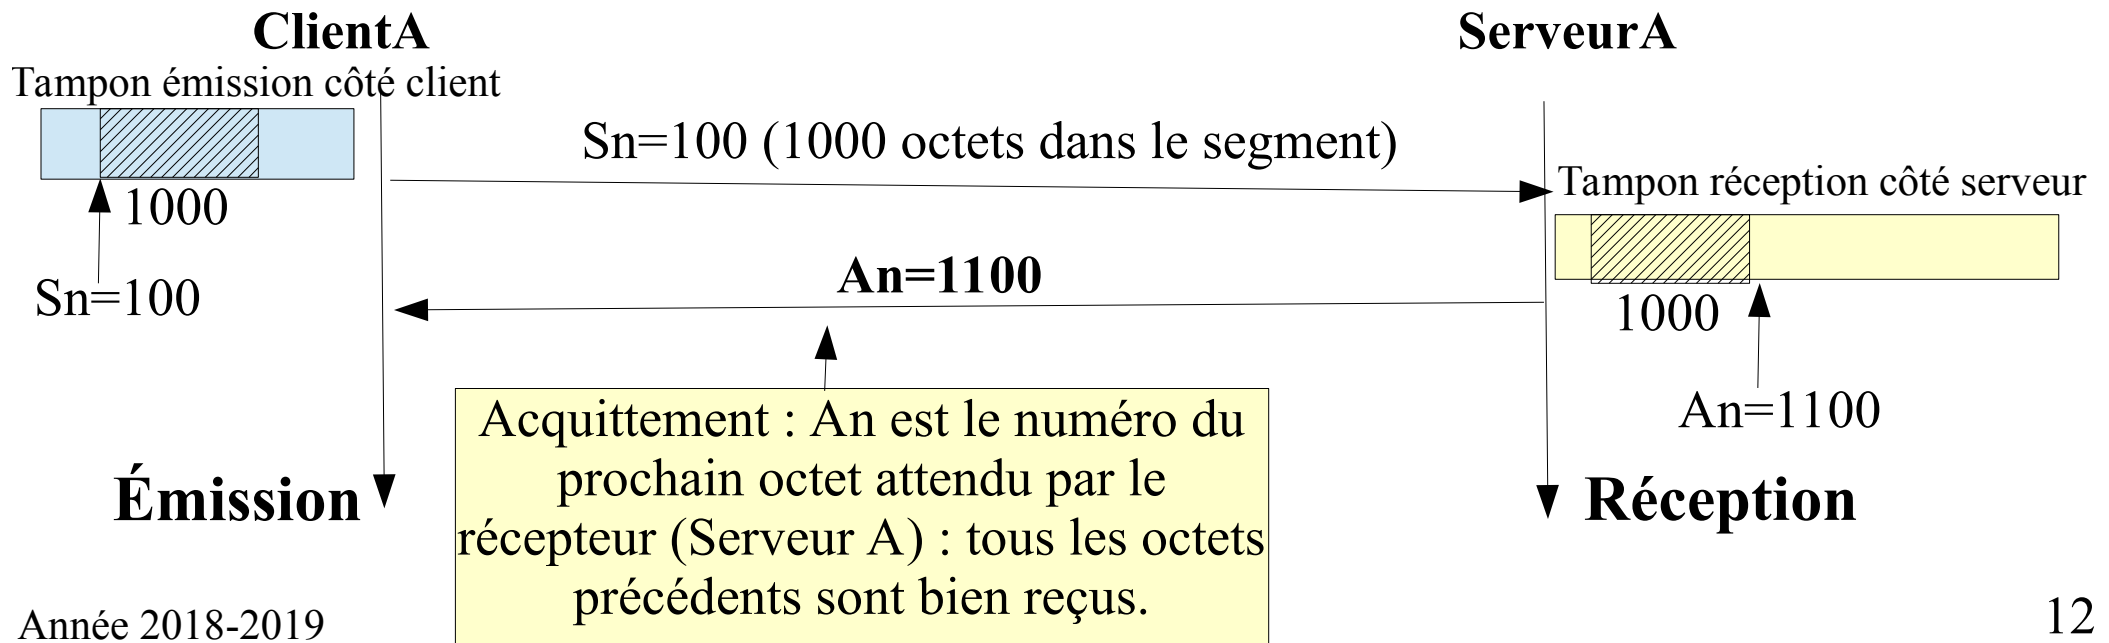 ClientA
ServeurA
Tampon émission côté client
Sn=100 (1000 octets dans le segment)
Tampon réception côté serveur
1000
Sn=100
An=1100
1000
An=1100
Acquittement : An est le numéro du
prochain octet attendu par le
récepteur (Serveur A) : tous les octets
précédents sont bien reçus.
Émission
Réception
Année 2018-2019
12